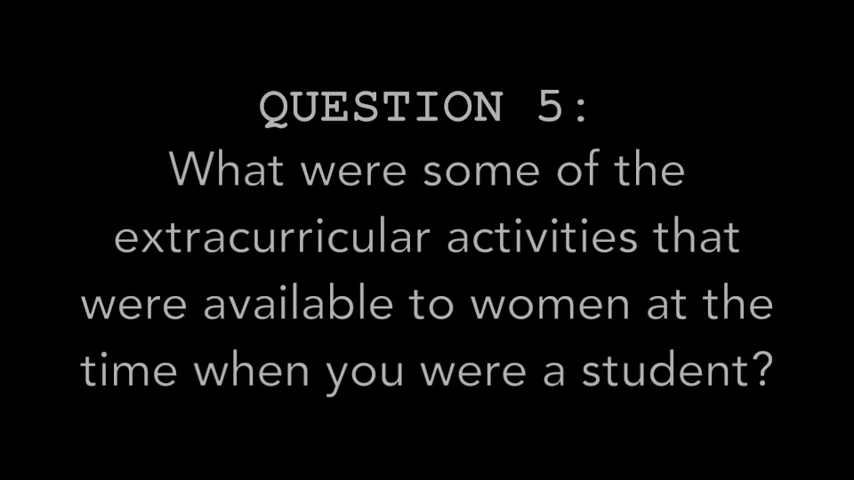 QUESTION 5:
What were some of the
extracurricular activities that
were available to women at the
time when you were a student?